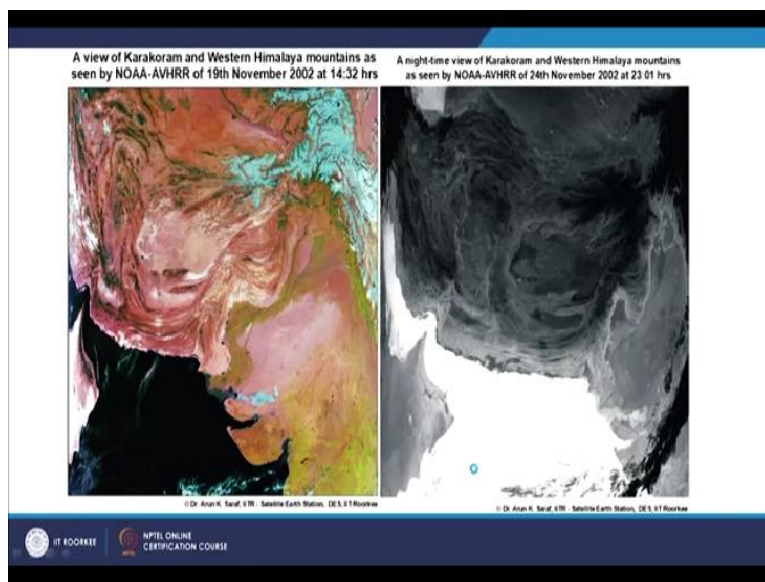 A view of Karakoram and Western Himalaya mountains as
seen by NOAA-AVHRR of 19th November 2002 at 14:32 hrs
A night-time view of Karakoram and Western Himalaya mountains
as seen by NOAA-AVHRR of 24th November 2002 at 23 01 hrs
© Dr. Arun K. Saraf, IITR - Satellite Earth Station, DES, IIT Roorkee
© Dr. Arun K. Saraf, IITR - Satellite Earth Station, DES, IIT Roorkee
IIT ROORKEE
NPTEL ONLINE
CERTIFICATION COURSE